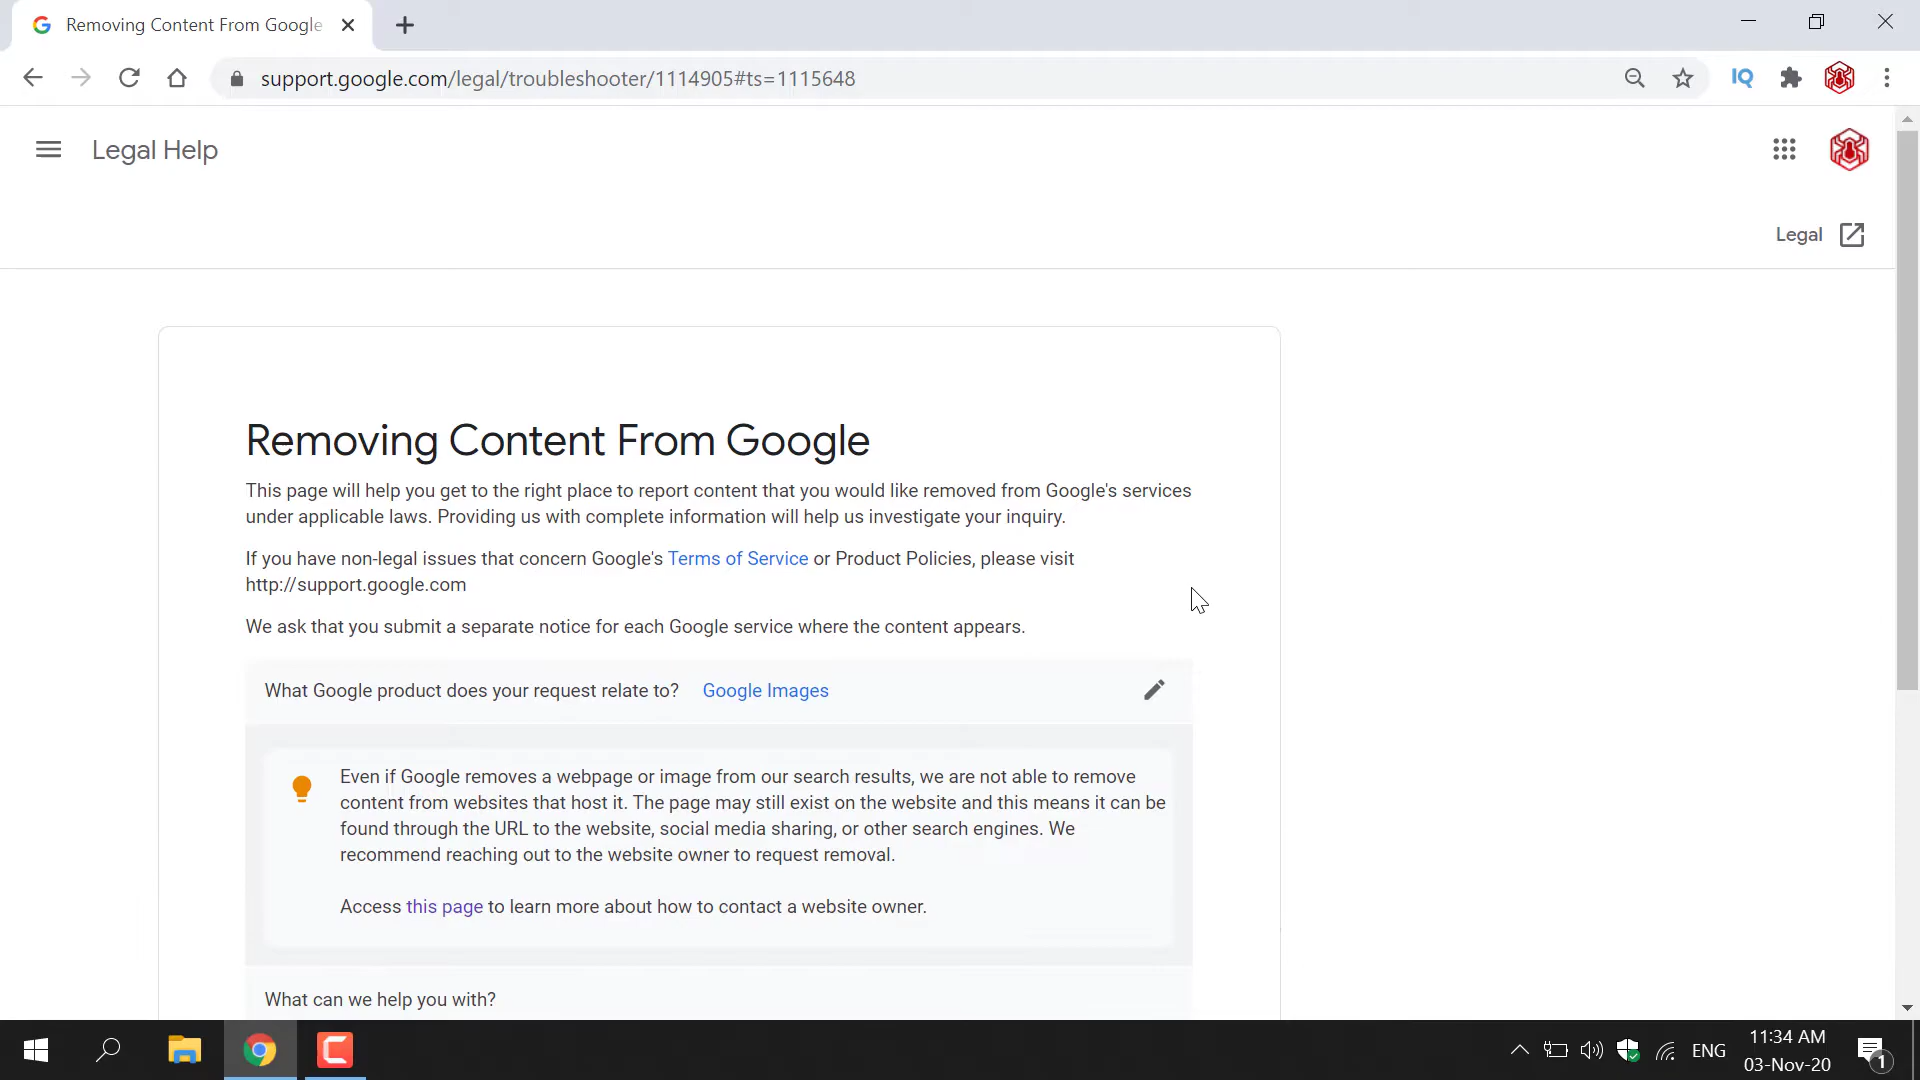 Removing Content From Google
support.google.com/legal/troubleshooter/1114905#ts=1115648
IQ
Legal Help
Legal
Removing Content From Google
This page will help you get to the right place to report content that you would like removed from Google's services
under applicable laws. Providing us with complete information will help us investigate your inquiry.
If you have non-legal issues that concern Google's Terms of Service or Product Policies, please visit
http://support.google.com
We ask that you submit a separate notice for each Google service where the content appears.
What Google product does your request relate to? Google Images
Even if Google removes a webpage or image from our search results, we are not able to remove
content from websites that host it. The page may still exist on the website and this means it can be
found through the URL to the website, social media sharing, or other search engines. We
recommend reaching out to the website owner to request removal.
Access this page to learn more about how to contact a website owner.
What can we help you with?
ENG
11:34 AM
03-Nov-20
1